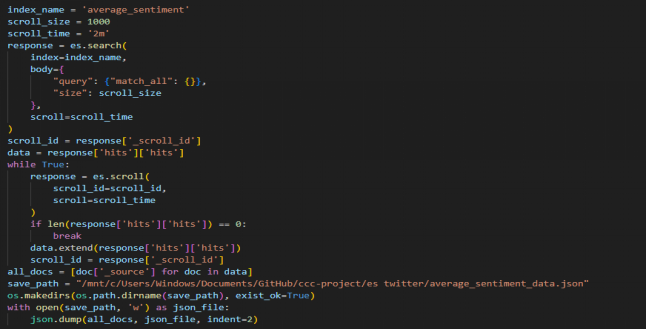 index_name = 'average_sentiment'
scroll_size = 1000
scroll_time = '2m'
response = es.search(
    index=index_name,
    body={
        "query": {"match_all": {}},
        "size": scroll_size
    },
    scroll=scroll_time
)
scroll_id = response['_scroll_id']
data = response['hits']['hits']
while True:
    response = es.scroll(
        scroll_id=scroll_id,
        scroll=scroll_time
    )
    if len(response['hits']['hits']) == 0:
        break
    data.extend(response['hits']['hits'])
    scroll_id = response['_scroll_id']
all_docs = [doc['_source'] for doc in data]
save_path = "/mnt/c/Users/Windows/Documents/GitHub/ccc-project/es twitter/average_sentiment_data.json"
os.makedirs(os.path.dirname(save_path), exist_ok=True)
with open(save_path, 'w') as json_file:
    json.dump(all_docs, json_file, indent=2)